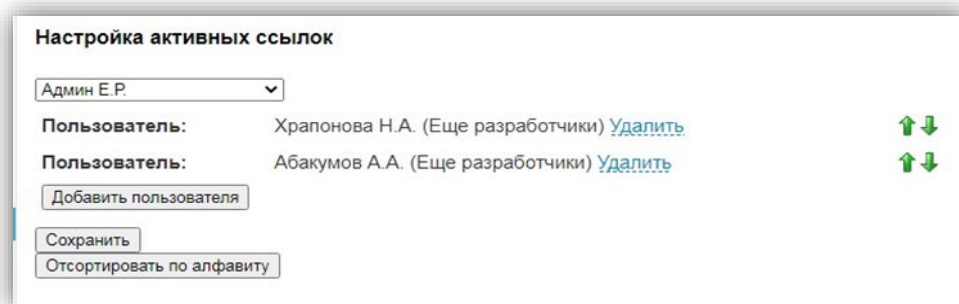 Настройка активных ссылок
Админ Е.Р.
Пользователь: Храпонова Н.А. (Еще разработчики) Удалить
Пользователь: Абакумов А.А. (Еще разработчики) Удалить
Добавить пользователя
Сохранить
Отсортировать по алфавиту